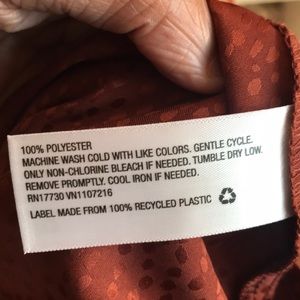 100% POLYESTER
MACHINE WASH COLD WITH LIKE COLORS. GENTLE CYCLE.
ONLY NON-CHLORINE BLEACH IF NEEDED. TUMBLE DRY LOW.
REMOVE PROMPTLY. COOL IRON IF NEEDED.
RN17730 VN1107216
LABEL MADE FROM 100% RECYCLED PLASTIC